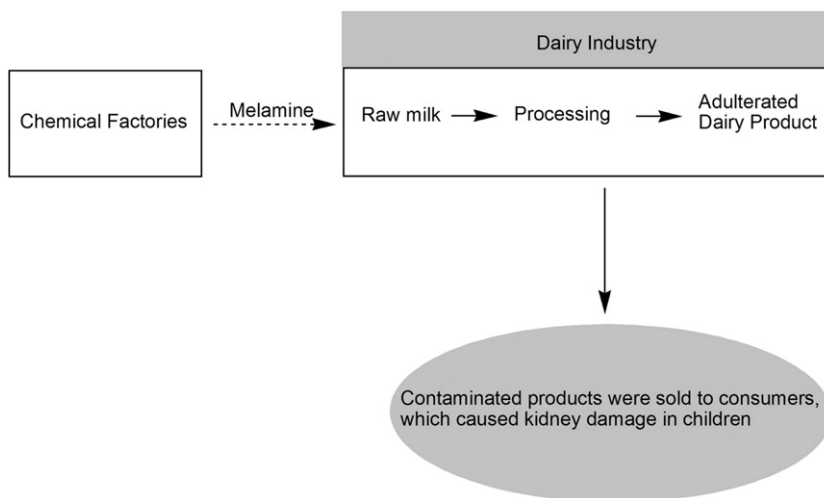 Dairy Industry
Chemical Factories
Melamine
Raw milk
Processing
Adulterated
Dairy Product
Contaminated products were sold to consumers,
which caused kidney damage in children